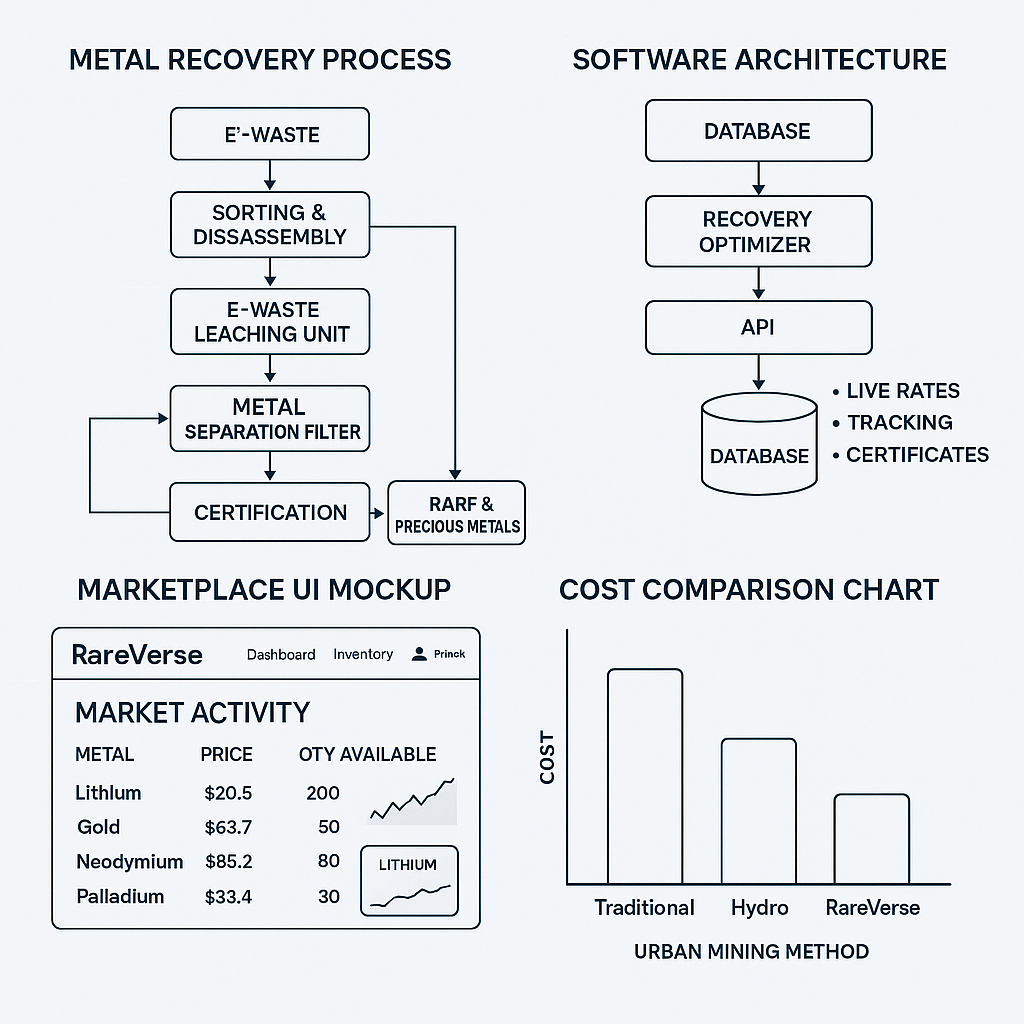 METAL RECOVERY PROCESS
E'-WASTE
SORTING &
DISSASSEMBLY
E-WASTE
LEACHING UNIT
METAL
SEPARATION FILTER
CERTIFICATION
RARF &
PRECIOUS METALS
SOFTWARE ARCHITECTURE
DATABASE
RECOVERY
OPTIMIZER
API
DATABASE
• LIVE RATES
• TRACKING
• CERTIFICATES
MARKETPLACE UI MOCKUP
RareVerse Dashboard Inventory Princk
MARKET ACTIVITY
METAL PRICE OTY AVAILABLE
Lithlum $20.5 200
Gold $63.7 50
Neodymium $85.2 80
Palladium $33.4 30
LITHIUM
COST COMPARISON CHART
COST
Traditional Hydro RareVerse
URBAN MINING METHOD